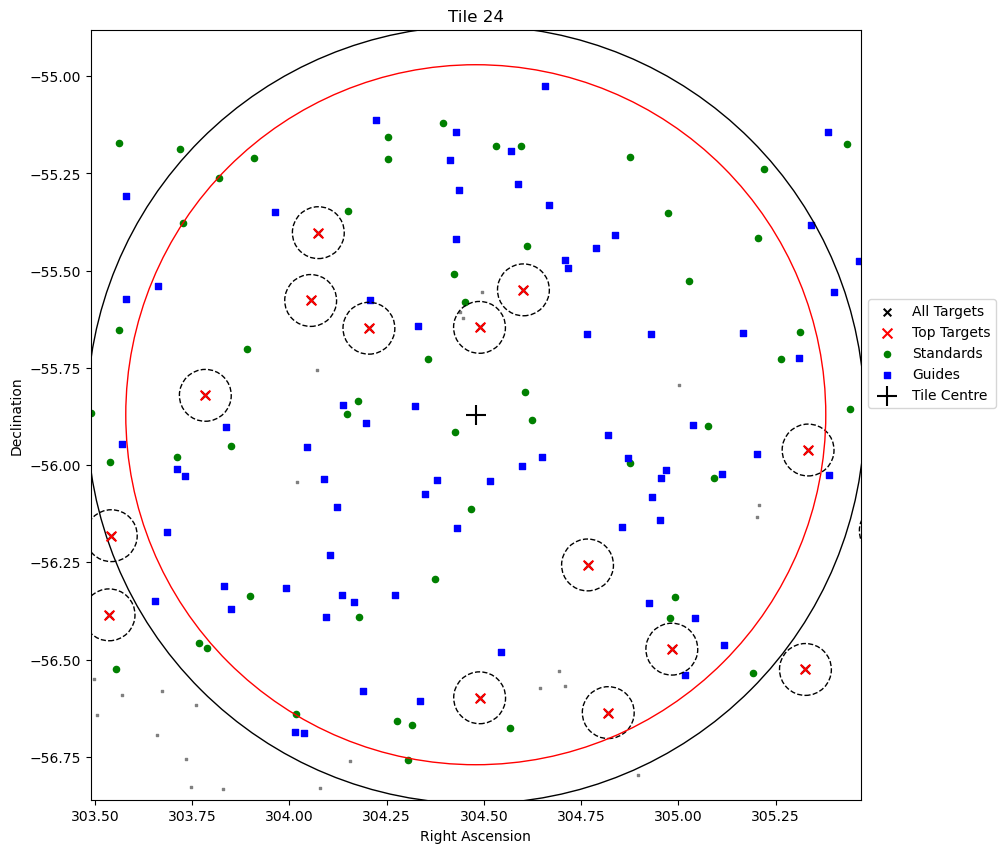 Tile 24
−55.00
−55.25
−55.50
−55.75
−56.00
−56.25
−56.50
−56.75
Declination
303.50 303.75 304.00 304.25 304.50 304.75 305.00 305.25
Right Ascension
All Targets
Top Targets
Standards
Guides
Tile Centre